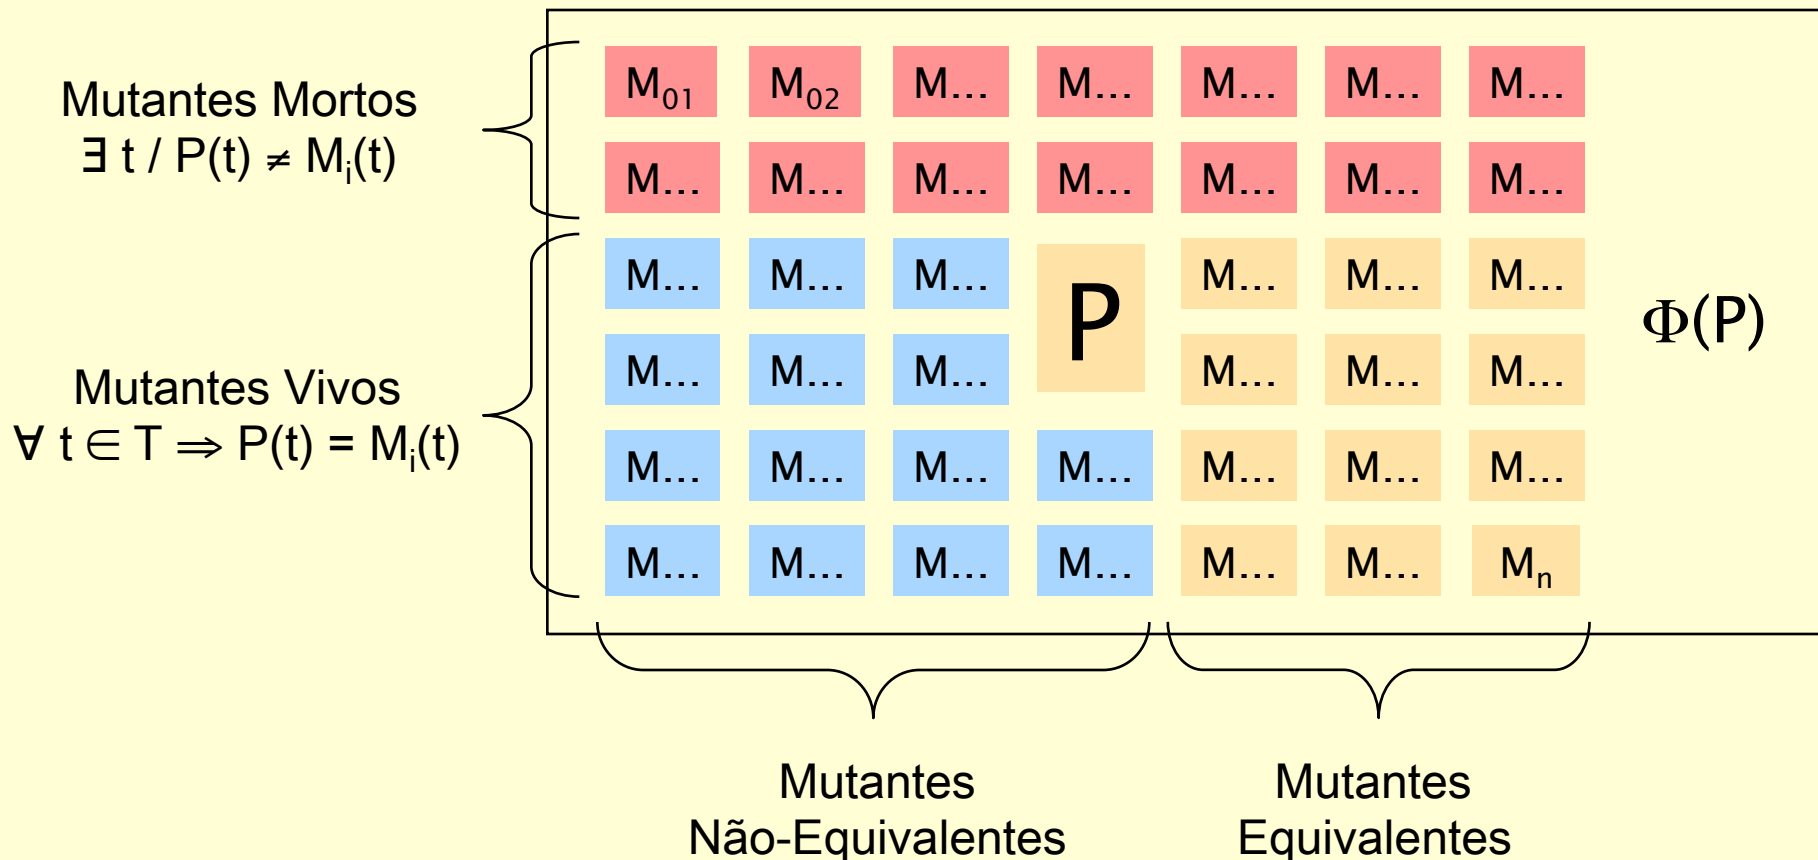 M01 M02 M... M... M... M... M...
Mutantes Mortos
∃ t / P(t) ≠ Mi(t)
M... M... M... M... M... M... M...
M... M... M... P M... M... M...
Φ(P)
M... M... M... M... M... M...
Mutantes Vivos
∀ t ∈ T ⇒ P(t) = Mi(t)
M... M... M... M... M... M... M...
M... M... M... M... M... M... Mn
Mutantes
Não-Equivalentes
Mutantes
Equivalentes